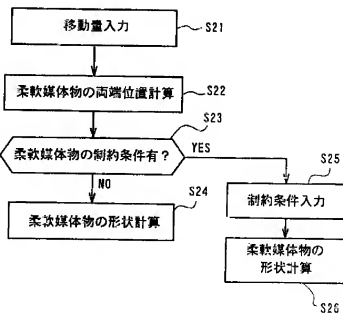 移動量入力
S21
柔軟媒体物の両端位置計算
S22
柔軟媒体物の制約条件有?
S23
YES
NO
柔軟媒体物の形状計算
S24
制約条件入力
S25
柔軟媒体物の
形状計算
S26